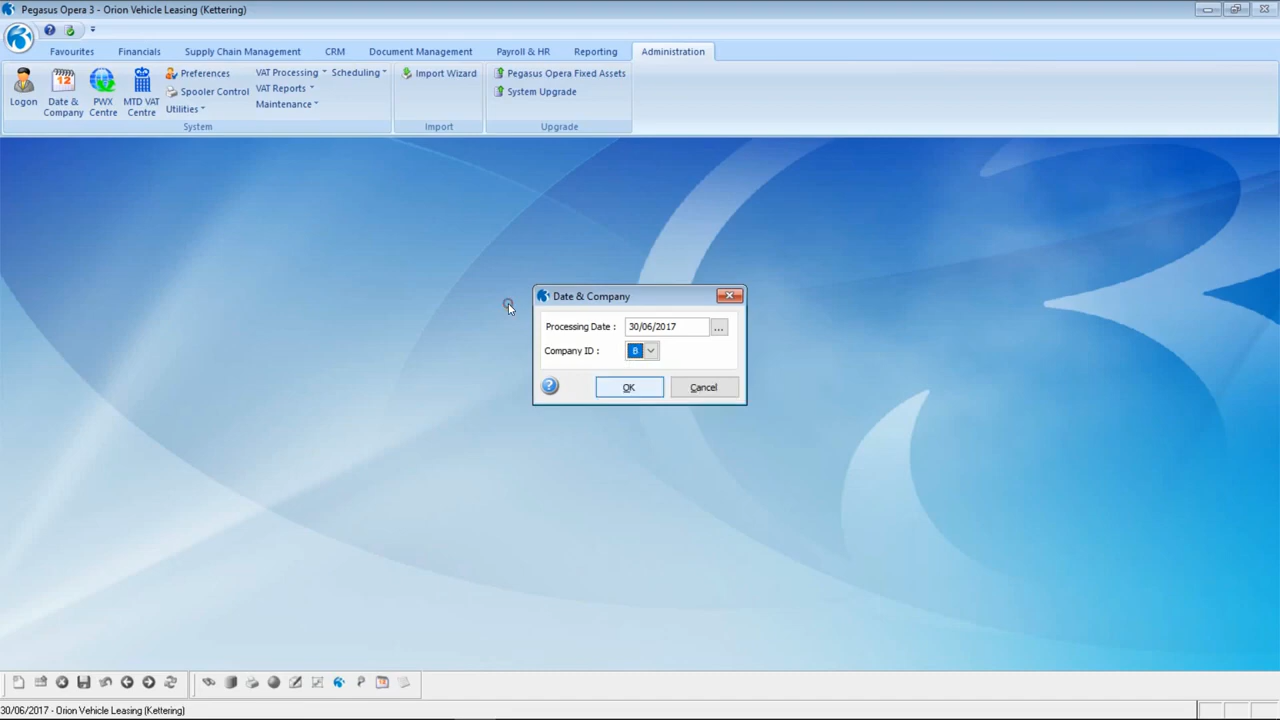 Pegasus Opera 3 - Orion Vehicle Leasing (Kettering)
Favourites Financials Supply Chain Management CRM Document Management Payroll & HR Reporting Administration
Logon
Date & Company
PWX Centre
MTD VAT Centre
Preferences
Spooler Control
Utilities
VAT Processing
VAT Reports
Maintenance
Scheduling
System
Import Wizard
Import
Pegasus Opera Fixed Assets
System Upgrade
Upgrade
Date & Company
Processing Date : 30/06/2017 ...
Company ID : B
OK Cancel
30/06/2017 - Orion Vehicle Leasing (Kettering)